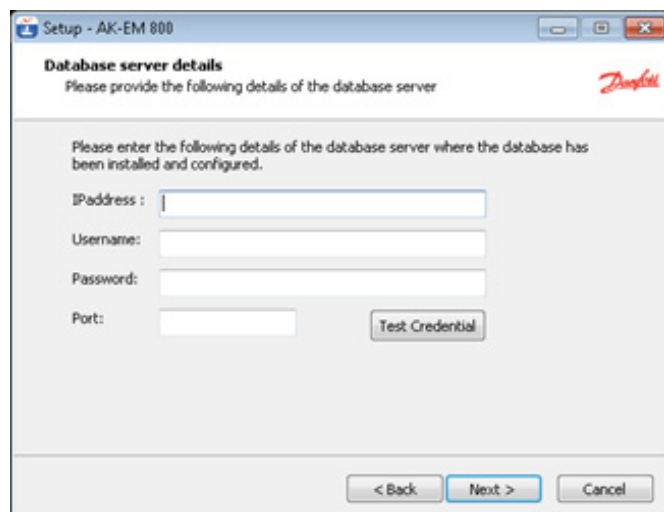 Setup - AK-EM 800
Database server details
Please provide the following details of the database server
Danfoss
Please enter the following details of the database server where the database has
been installed and configured.
IPaddress :
Username:
Password:
Port:
Test Credential
< Back
Next >
Cancel